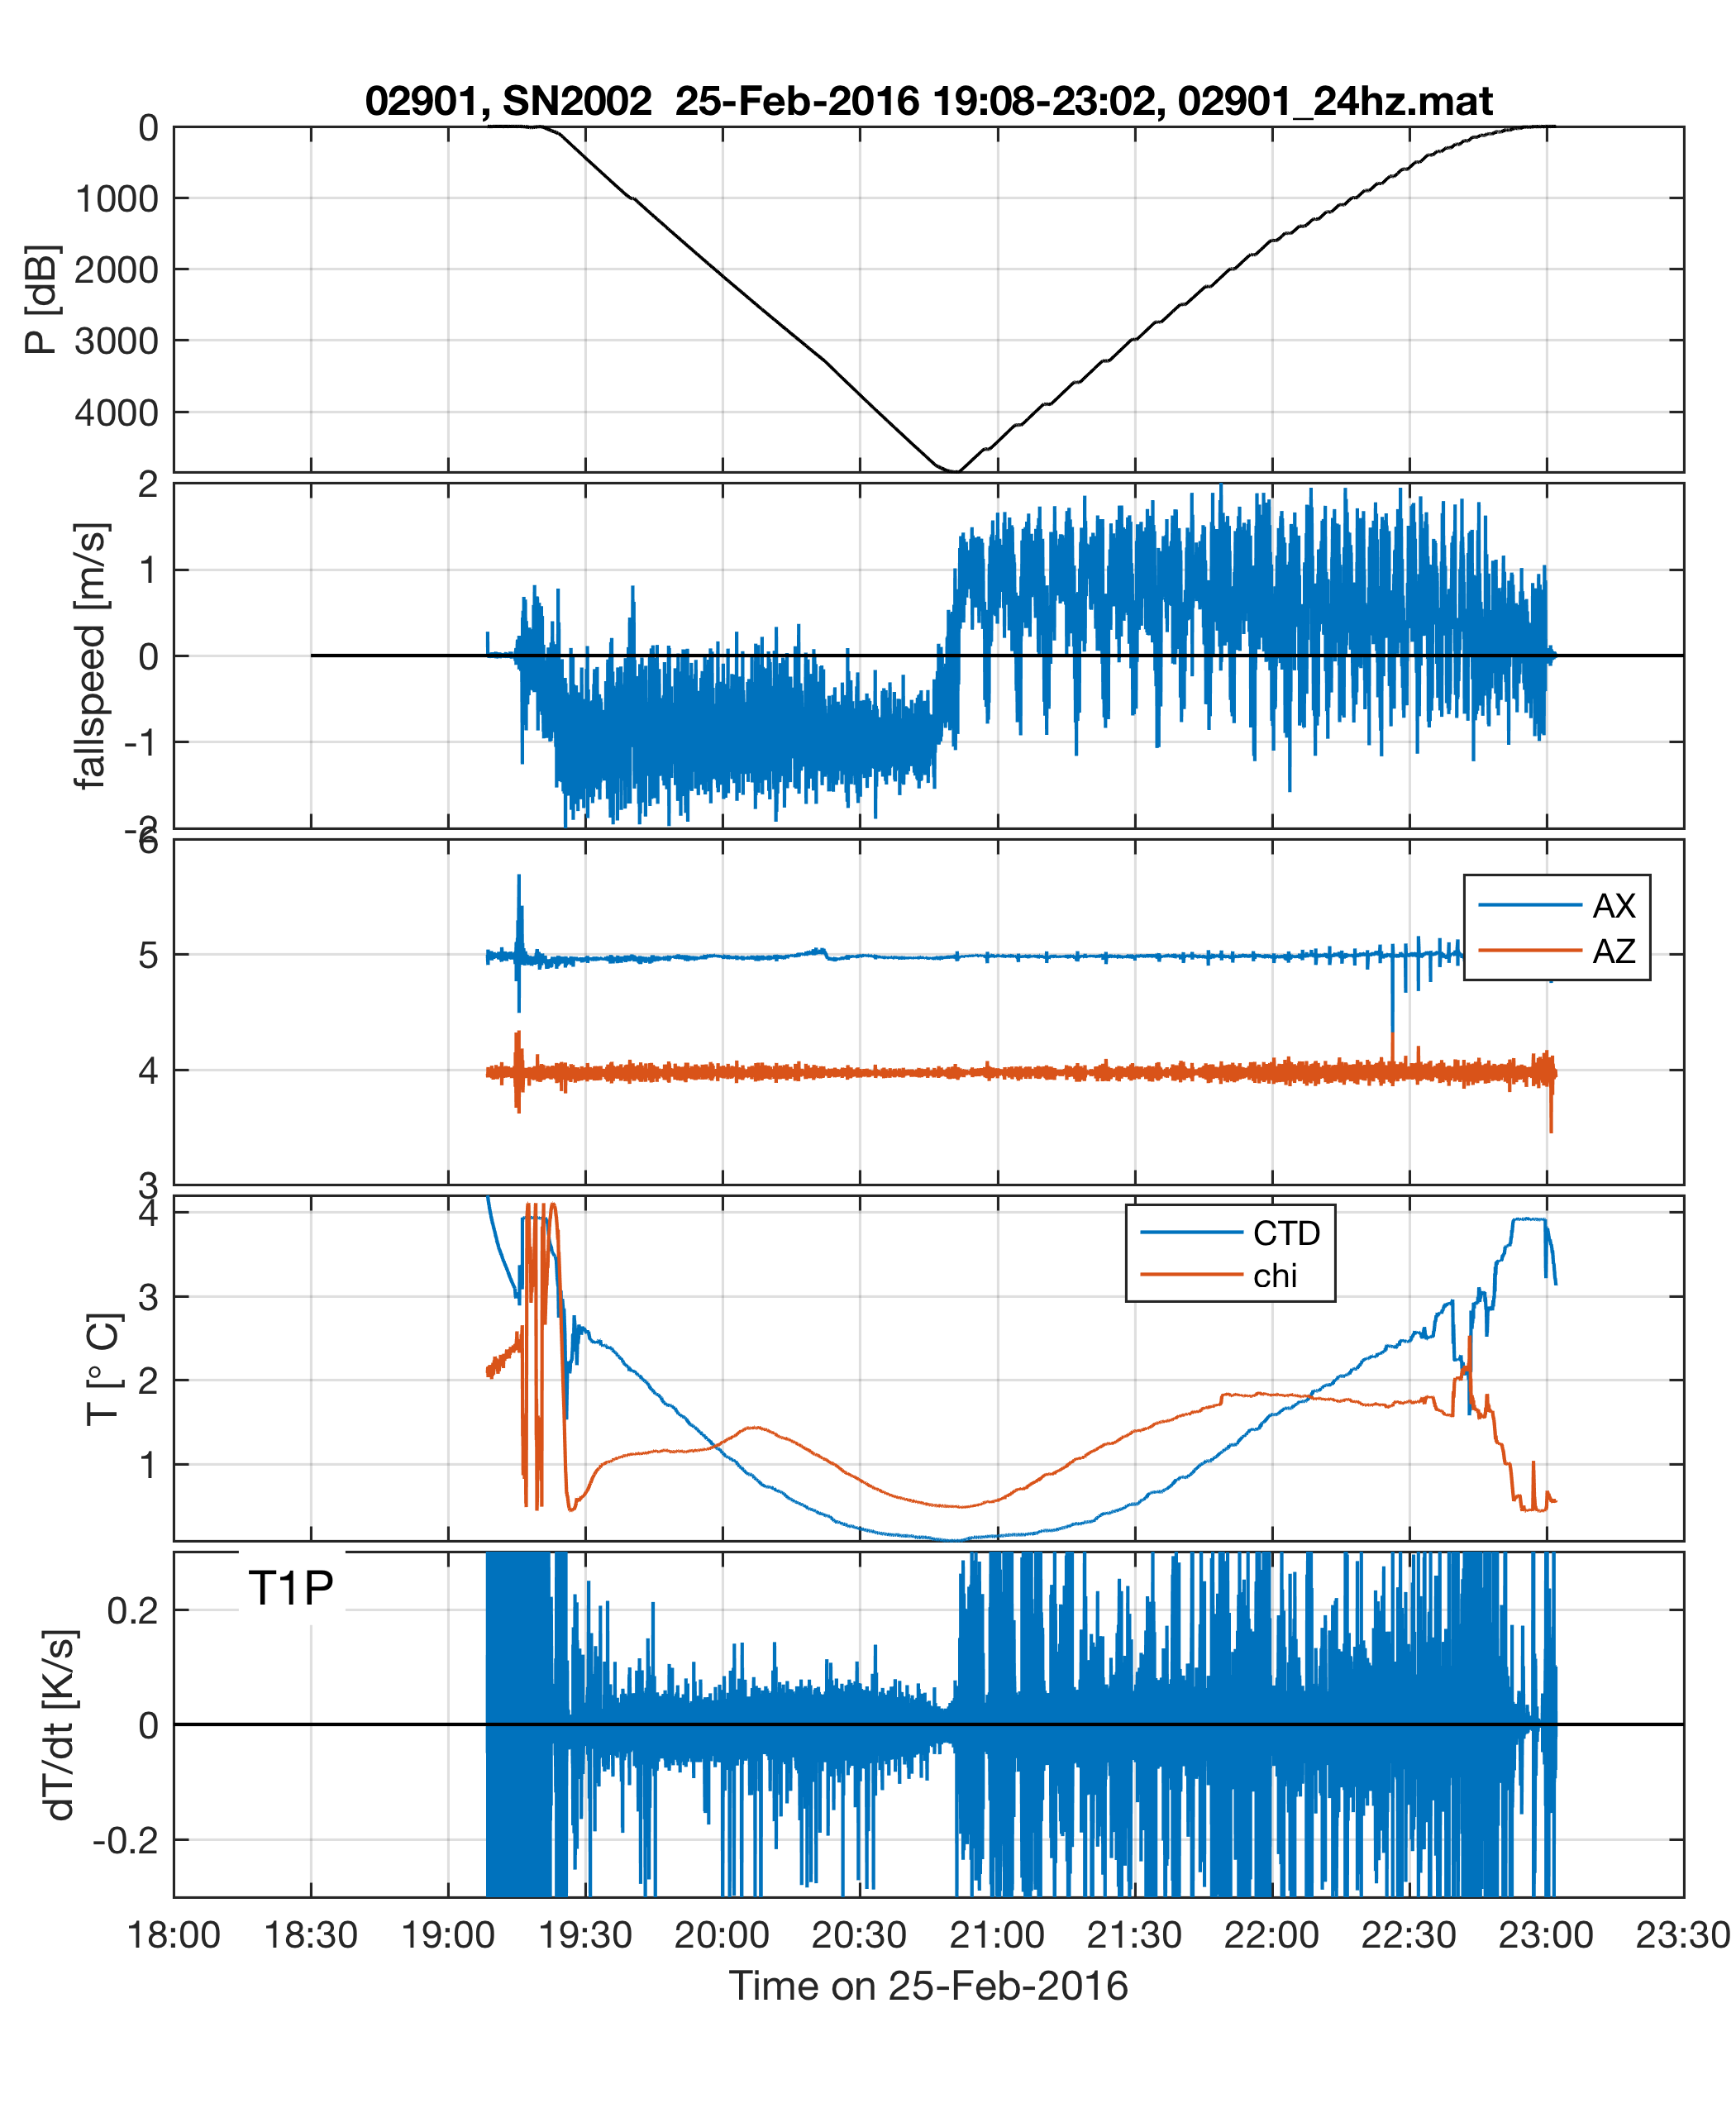 02901, SN2002  25-Feb-2016 19:08-23:02, 02901_24hz.mat
P [dB]
0
1000
2000
3000
4000
fallspeed [m/s]
2
1
0
-1
-2
6
5
4
3
AX
AZ
T [° C]
4
3
2
1
CTD
chi
dT/dt [K/s]
0.2
0
-0.2
T1P
18:00 18:30 19:00 19:30 20:00 20:30 21:00 21:30 22:00 22:30 23:00 23:30
Time on 25-Feb-2016